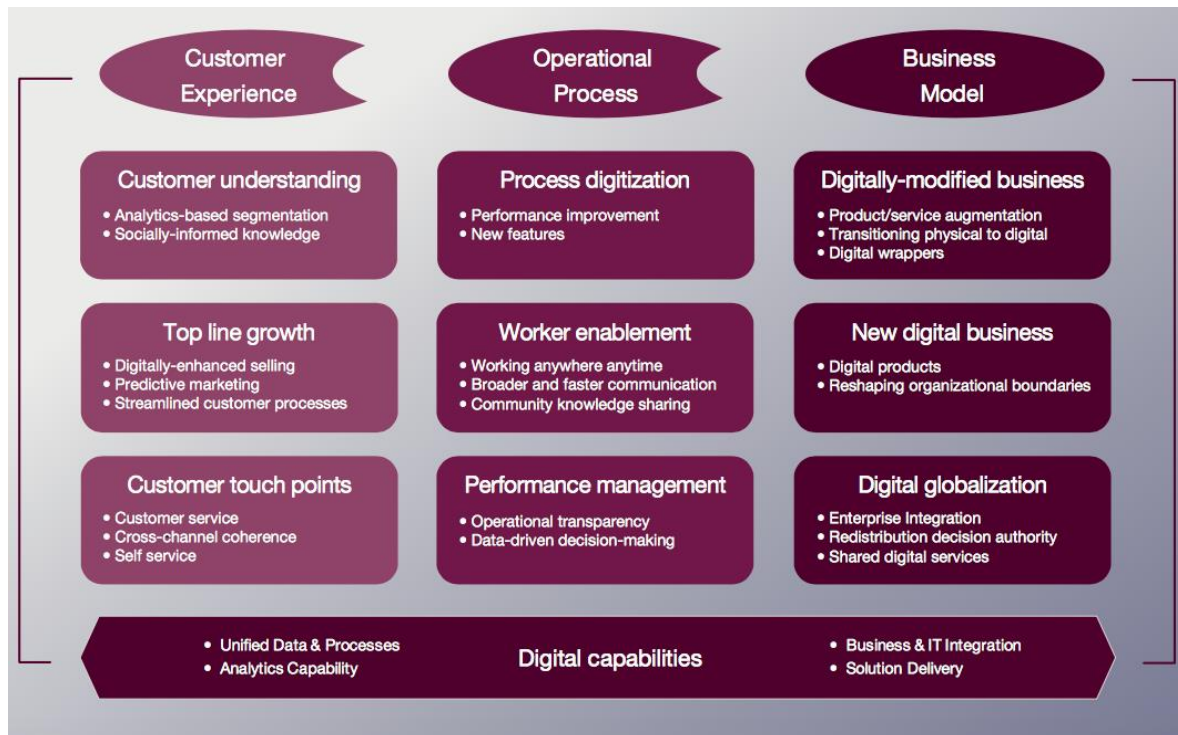 Customer
Experience
Operational
Process
Business
Model
Customer understanding
• Analytics-based segmentation
• Socially-informed knowledge
Process digitization
• Performance improvement
• New features
Digitally-modified business
• Product/service augmentation
• Transitioning physical to digital
• Digital wrappers
Top line growth
• Digitally-enhanced selling
• Predictive marketing
• Streamlined customer processes
Worker enablement
• Working anywhere anytime
• Broader and faster communication
• Community knowledge sharing
New digital business
• Digital products
• Reshaping organizational boundaries
Customer touch points
• Customer service
• Cross-channel coherence
• Self service
Performance management
• Operational transparency
• Data-driven decision-making
Digital globalization
• Enterprise Integration
• Redistribution decision authority
• Shared digital services
• Unified Data & Processes
• Analytics Capability
Digital capabilities
• Business & IT Integration
• Solution Delivery